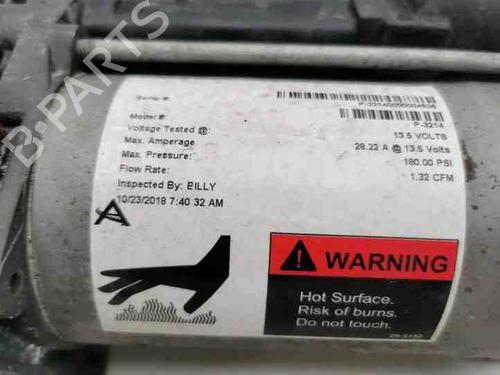 B-PARTS
Serial #:
P-3214
Model #:
Voltage Tested @: 13.5 VOLTS
Max. Amperage 28.22 A @ 13.5 Volts
Max. Pressure: 180.00 PSI
Flow Rate: 1.32 CFM
Inspected By: BILLY
10/23/2018 7:40:32 AM
WARNING
Hot Surface.
Risk of burns.
Do not touch.